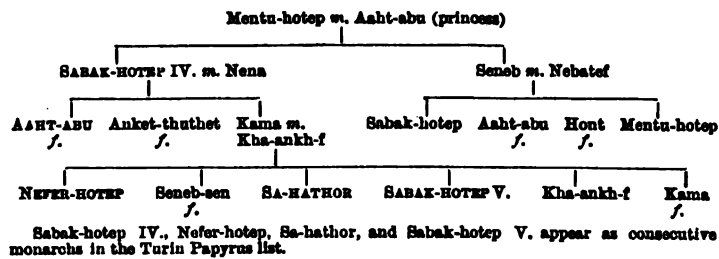 Mentu-hotep m. Aaht-abu (princess)
SABAK-HOTEP IV. m. Nena Seneb m. Nebatef
AAHT-ABU Anket-thuthet Kama m. Sabak-hotep Aaht-abu Hont Mentu-hotep
f. f. Kha-ankh-f f. f.
NEFER-HOTEP Seneb-sen SA-HATHOR SABAK-HOTEP V. Kha-ankh-f Kama
f. f.
Sabak-hotep IV., Nefer-hotep, Sa-hathor, and Sabak-hotep V. appear as consecutive
monarchs in the Turin Papyrus list.